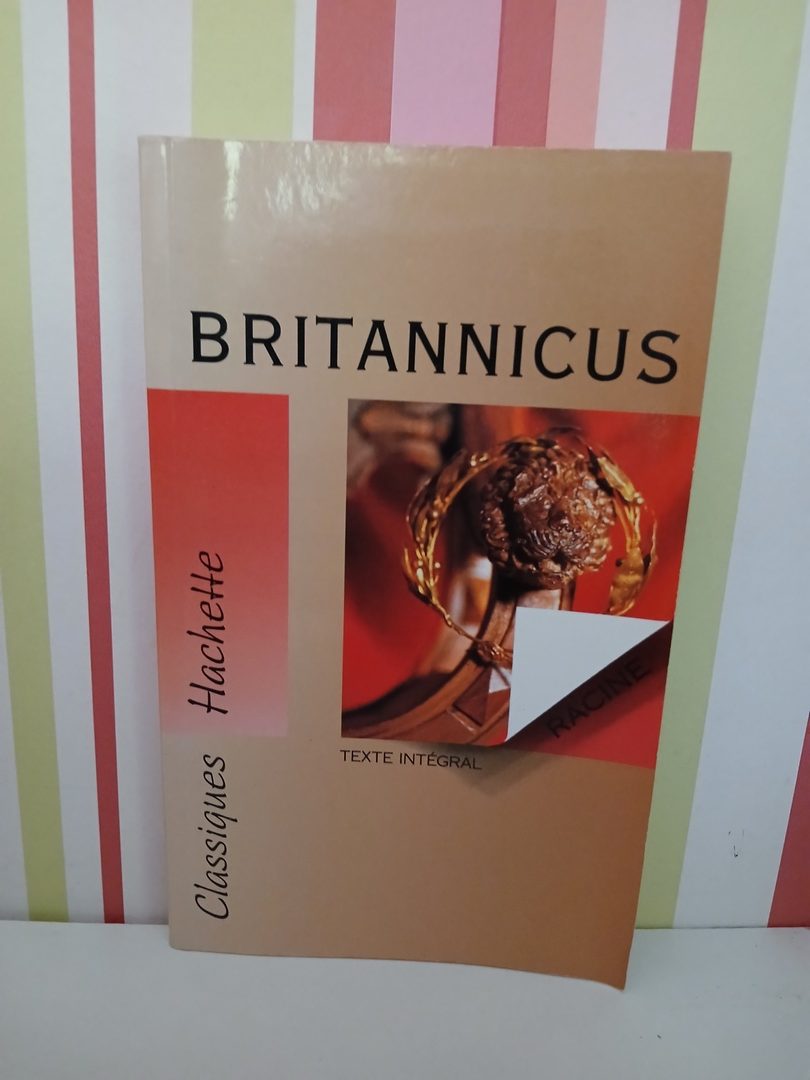 BRITANNICUS
Classiques Hachette
RACINE
TEXTE INTÉGRAL